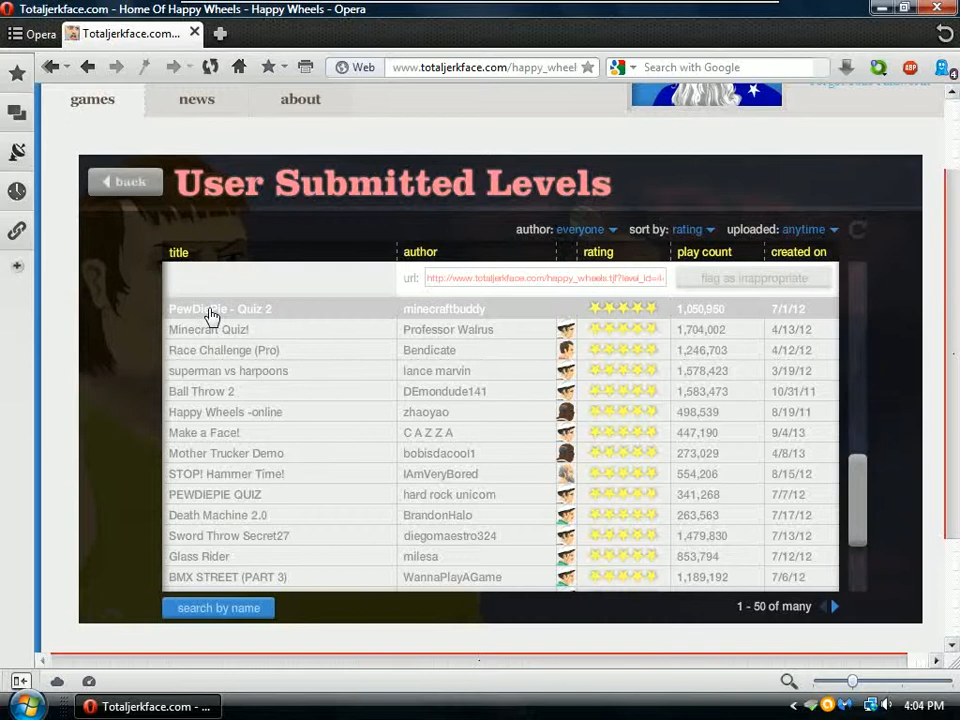 Totaljerkface.com - Home Of Happy Wheels - Happy Wheels - Opera
Opera Totaljerkface.com...
Web www.totaljerkface.com/happy_wheel Search with Google
games news about
back User Submitted Levels
author: everyone sort by: rating uploaded: anytime
title author rating play count created on
url: http://www.totaljerkface.com/happy_wheels.tjf?level_id=4 flag as inappropriate
PewDiePie - Quiz 2 minecraftbuddy 1,050,950 7/1/12
Minecraft Quiz! Professor Walrus 1,704,002 4/13/12
Race Challenge (Pro) Bendicate 1,246,703 4/12/12
superman vs harpoons lance marvin 1,578,423 3/19/12
Ball Throw 2 DEmondude141 1,583,473 10/31/11
Happy Wheels -online zhaoyao 498,539 8/19/11
Make a Face! C A Z Z A 447,190 9/4/13
Mother Trucker Demo bobisdacool1 273,029 4/8/13
STOP! Hammer Time! IAmVeryBored 554,206 8/15/12
PEWDIEPIE QUIZ hard rock unicorn 341,268 7/7/12
Death Machine 2.0 BrandonHalo 263,563 7/17/12
Sword Throw Secret27 diegomaestro324 1,479,830 7/13/12
Glass Rider milesa 853,794 7/12/12
BMX STREET (PART 3) WannaPlayAGame 1,189,192 7/6/12
search by name 1 - 50 of many
Totaljerkface.com - ... 4:04 PM